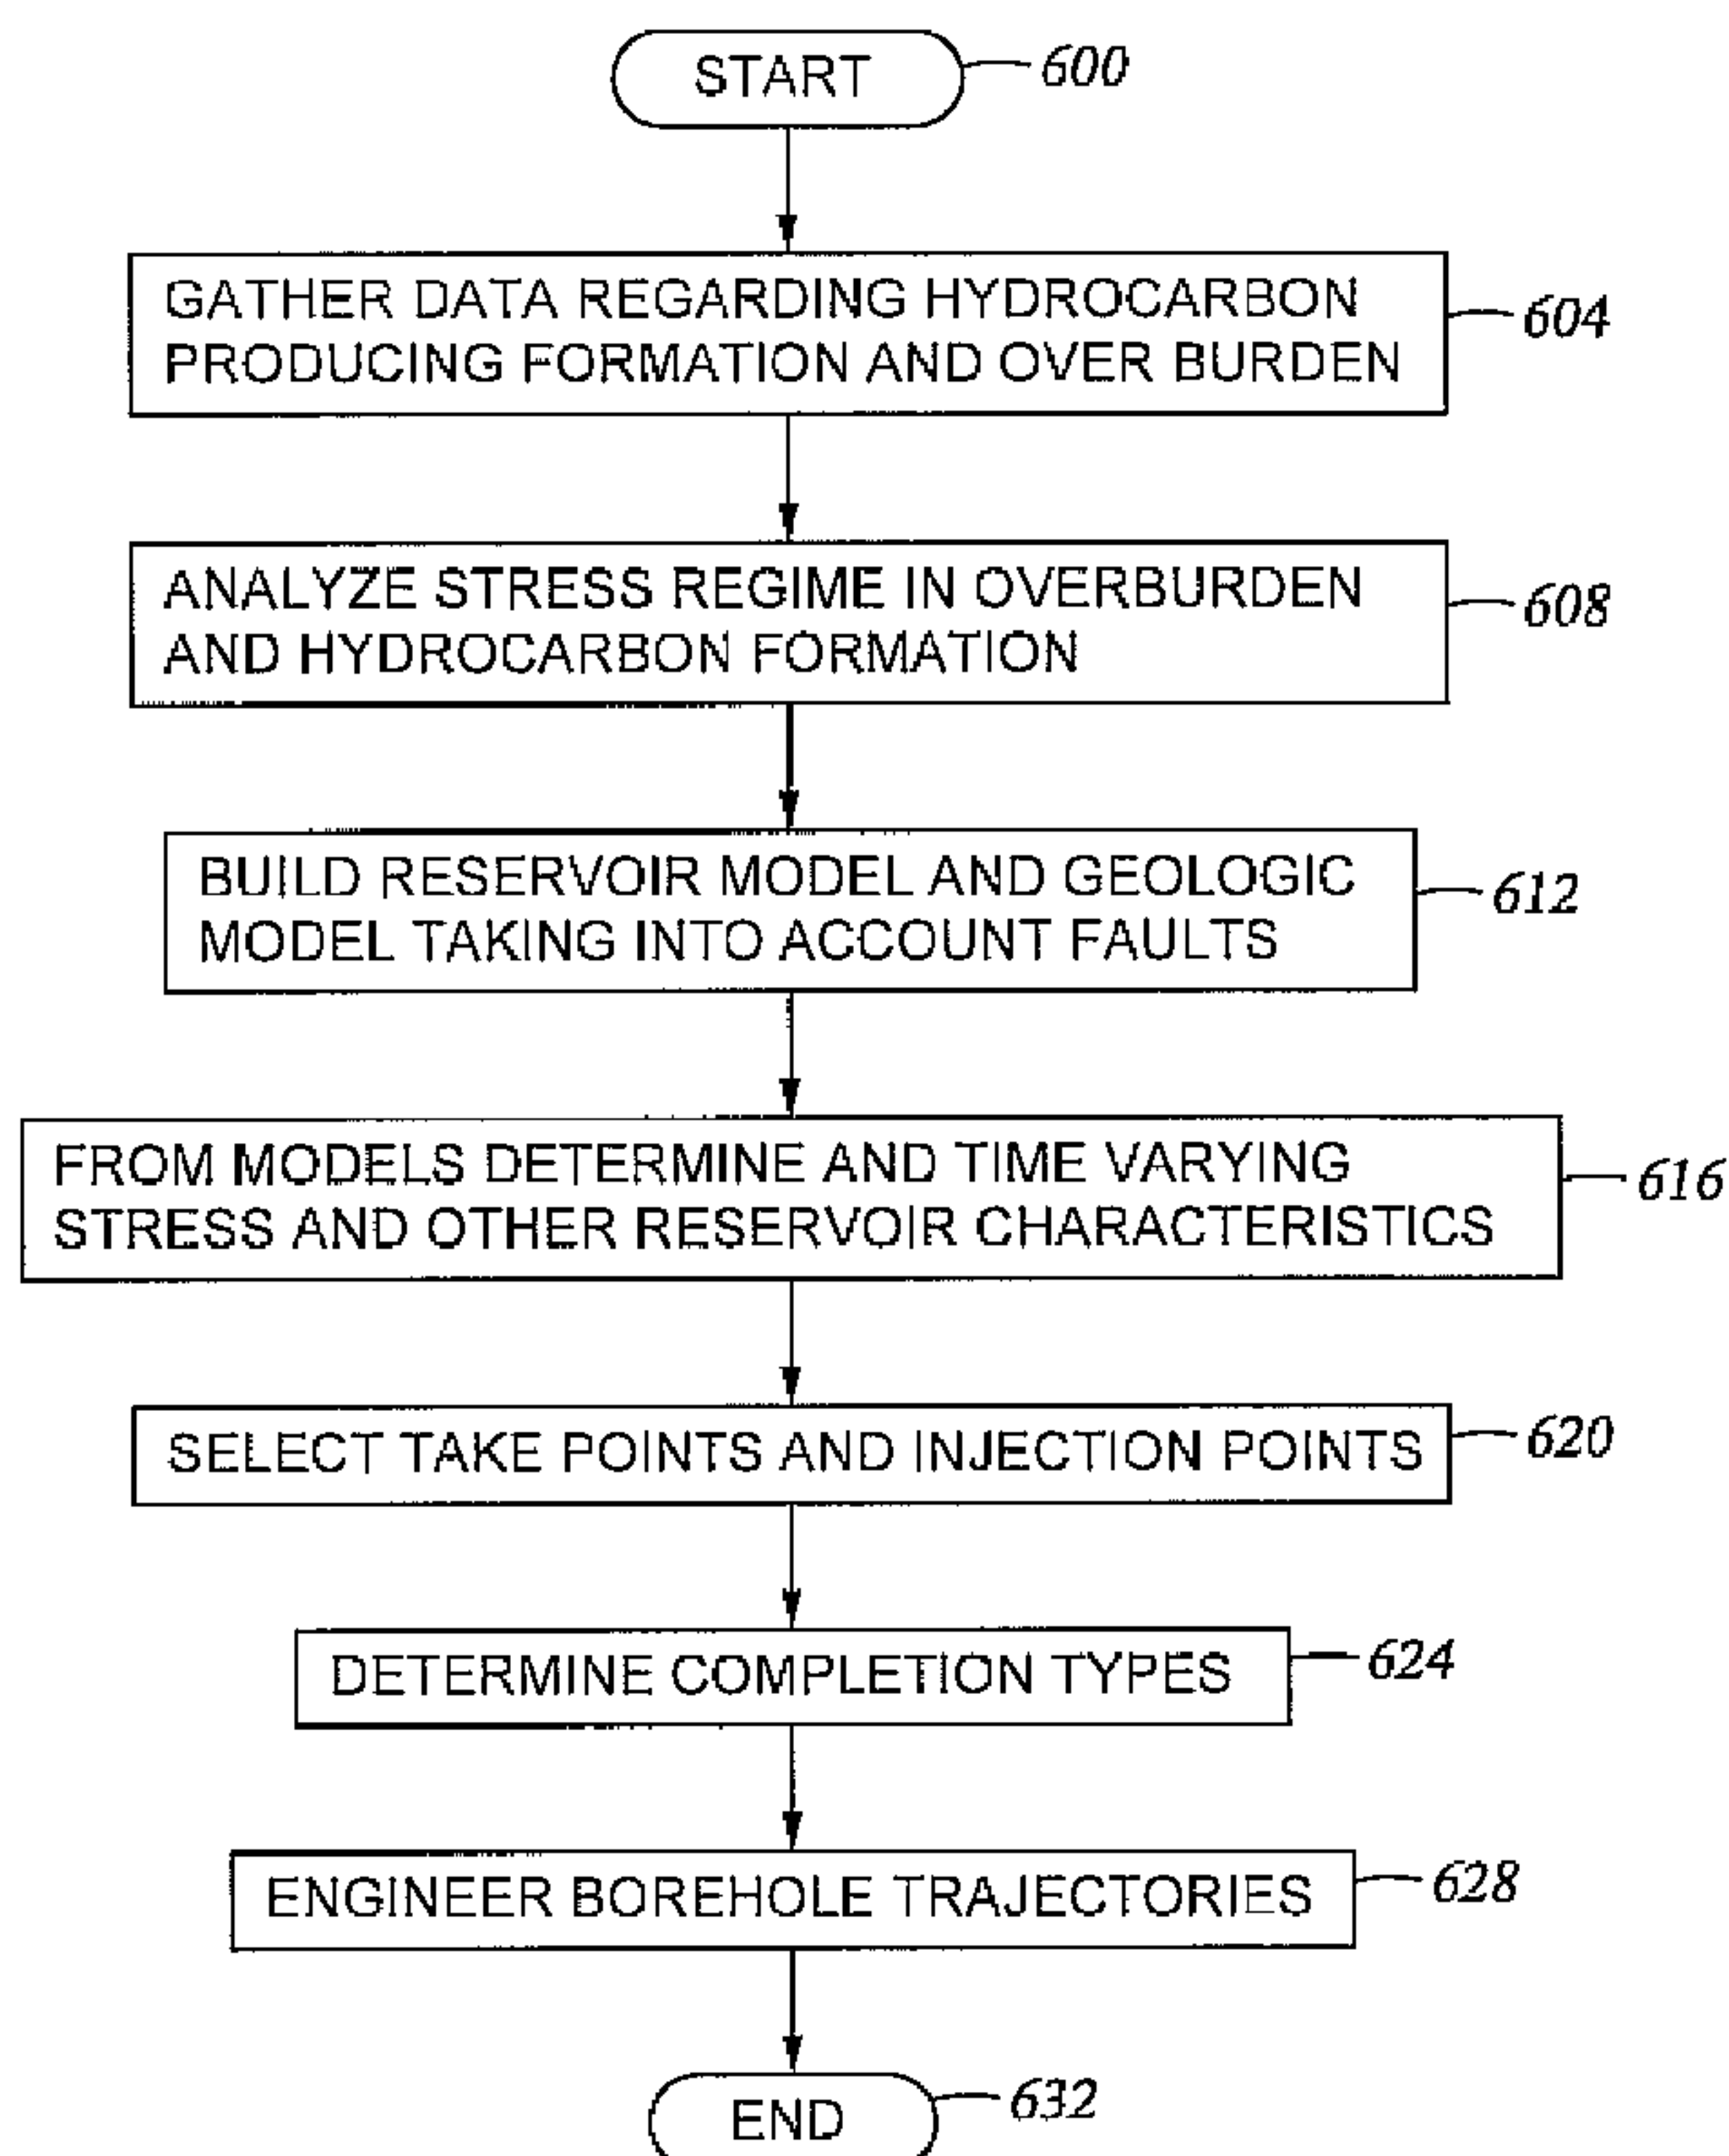 START
600
GATHER DATA REGARDING HYDROCARBON
PRODUCING FORMATION AND OVER BURDEN
604
ANALYZE STRESS REGIME IN OVERBURDEN
AND HYDROCARBON FORMATION
608
BUILD RESERVOIR MODEL AND GEOLOGIC
MODEL TAKING INTO ACCOUNT FAULTS
612
FROM MODELS DETERMINE AND TIME VARYING
STRESS AND OTHER RESERVOIR CHARACTERISTICS
616
SELECT TAKE POINTS AND INJECTION POINTS
620
DETERMINE COMPLETION TYPES
624
ENGINEER BOREHOLE TRAJECTORIES
628
END
632